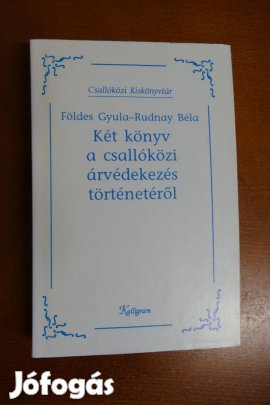 Csallóközi Kiskönyvtár
Földes Gyula–Rudnay Béla
Két könyv
a csallóközi
árvédekezés
történetéről
Kalligram
Jófogás